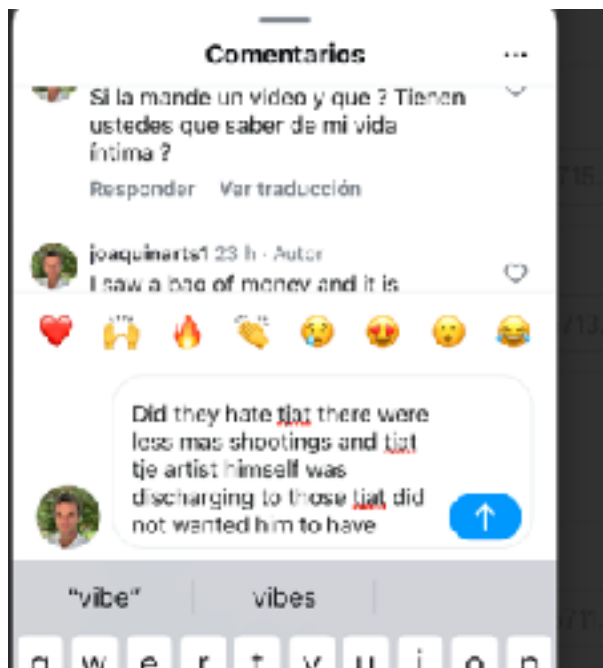 Comentarios
Si la mande un video y que ? Tienen
ustedes que saber de mi vida
íntima ?
Responder Ver traducción
joaquinarts1 23 h · Autor
I saw a bag of money and it is
Did they hate tjat there were
less mas shootings and tjat
tje artist himself was
discharging to those tjat did
not wanted him to have
"vibe" vibes
q w e r t y u i o p